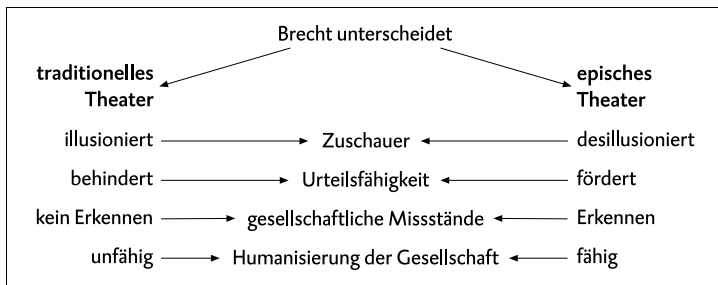 Brecht unterscheidet
traditionelles
Theater
episches
Theater
illusioniert Zuschauer desillusioniert
behindert Urteilsfähigkeit fördert
kein Erkennen gesellschaftliche Missstände Erkennen
unfähig Humanisierung der Gesellschaft fähig